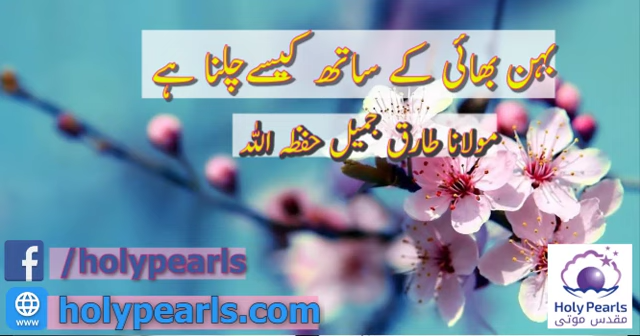 بہن بھائی کے ساتھ کیسے چلنا ہے
مولانا طارق جمیل حفظہ اللہ
/holypearls
www
holypearls.com
Holy Pearls
مقدس موتی